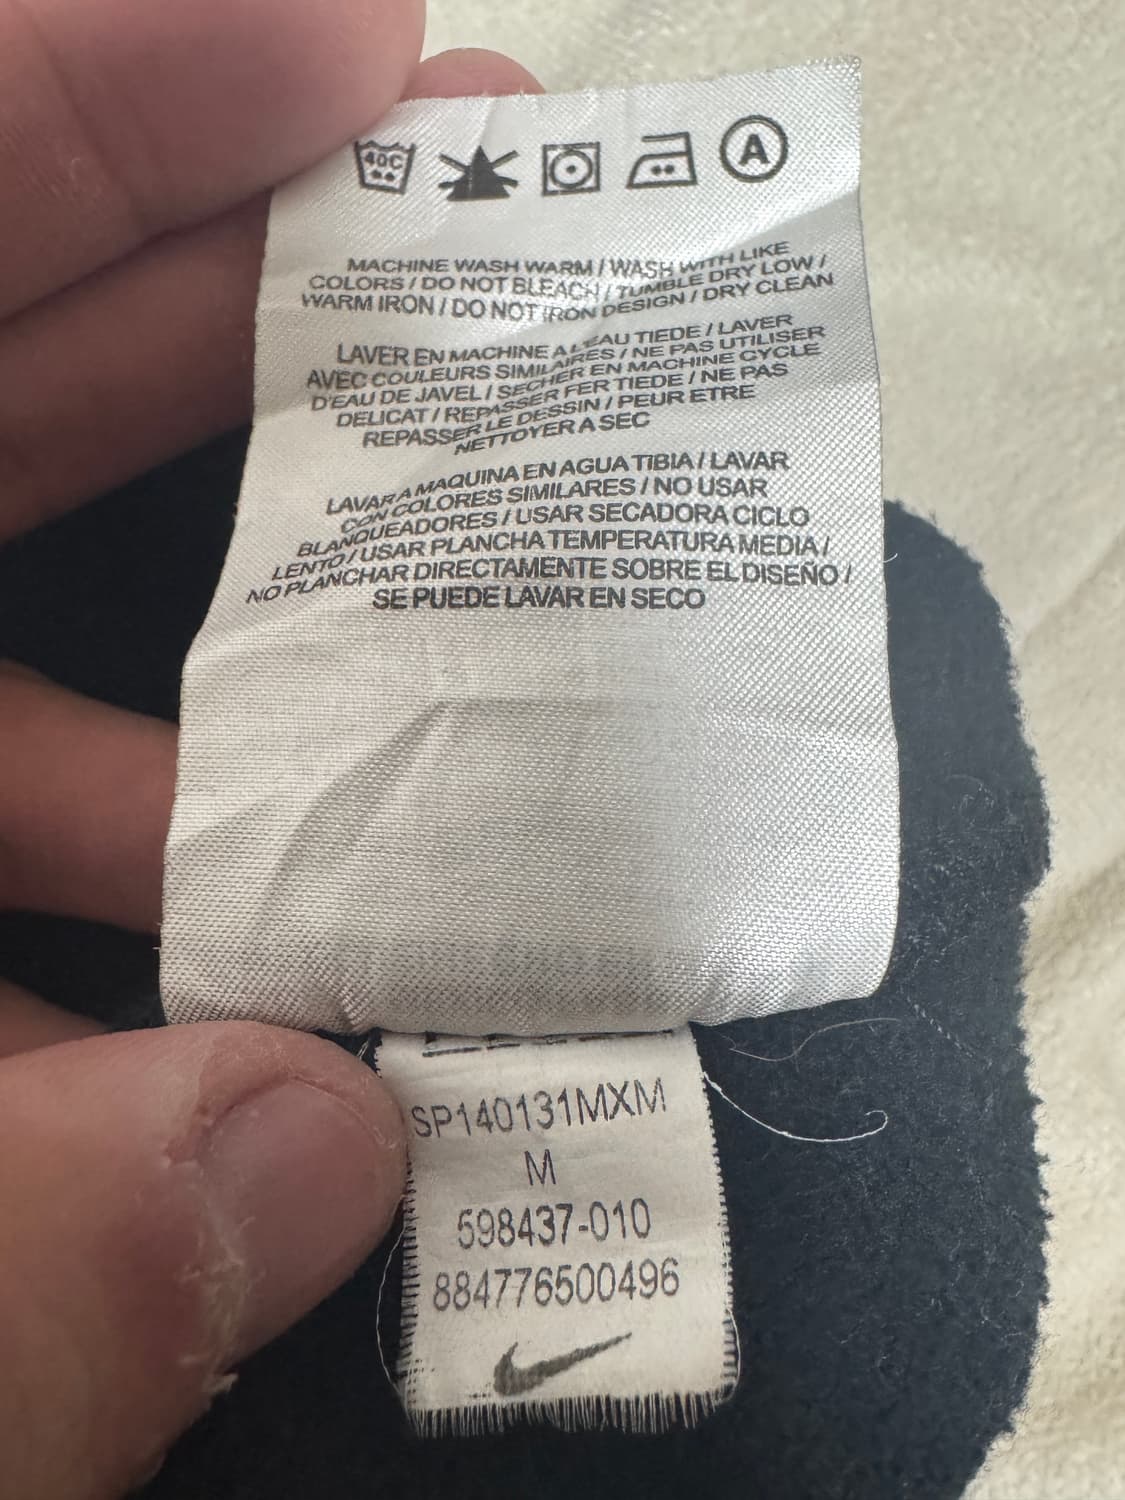 40C
A
MACHINE WASH WARM / WASH WITH LIKE
COLORS / DO NOT BLEACH / TUMBLE DRY LOW /
WARM IRON / DO NOT IRON DESIGN / DRY CLEAN
LAVER EN MACHINE A L'EAU TIEDE / LAVER
AVEC COULEURS SIMILAIRES / NE PAS UTILISER
D'EAU DE JAVEL / SECHER EN MACHINE CYCLE
DELICAT / REPASSER FER TIEDE / NE PAS
REPASSER LE DESSIN / PEUR ETRE
NETTOYER A SEC
LAVAR A MAQUINA EN AGUA TIBIA / LAVAR
CON COLORES SIMILARES / NO USAR
BLANQUEADORES / USAR SECADORA CICLO
LENTO / USAR PLANCHA TEMPERATURA MEDIA /
NO PLANCHAR DIRECTAMENTE SOBRE EL DISEÑO /
SE PUEDE LAVAR EN SECO
SP140131MXM
M
598437-010
884776500496